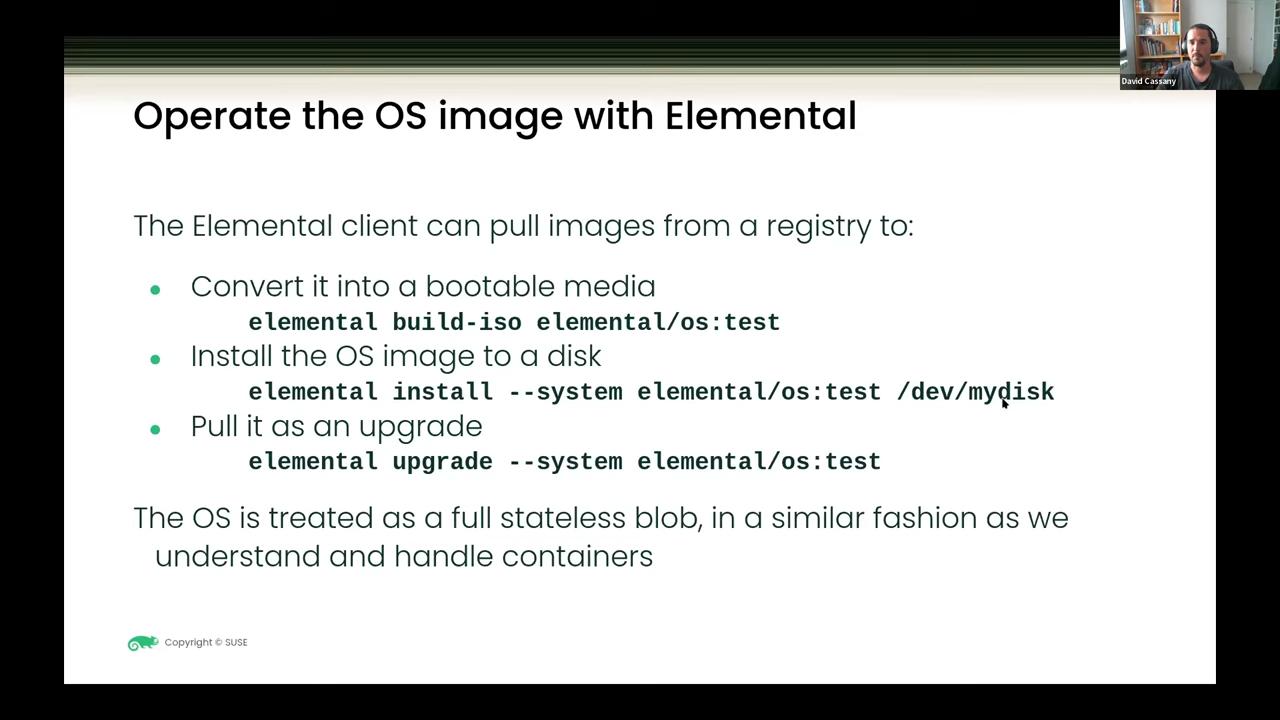 David Cassany
Operate the OS image with Elemental
The Elemental client can pull images from a registry to:
● Convert it into a bootable media
elemental build-iso elemental/os:test
● Install the OS image to a disk
elemental install --system elemental/os:test /dev/mydisk
● Pull it as an upgrade
elemental upgrade --system elemental/os:test
The OS is treated as a full stateless blob, in a similar fashion as we
understand and handle containers
Copyright © SUSE